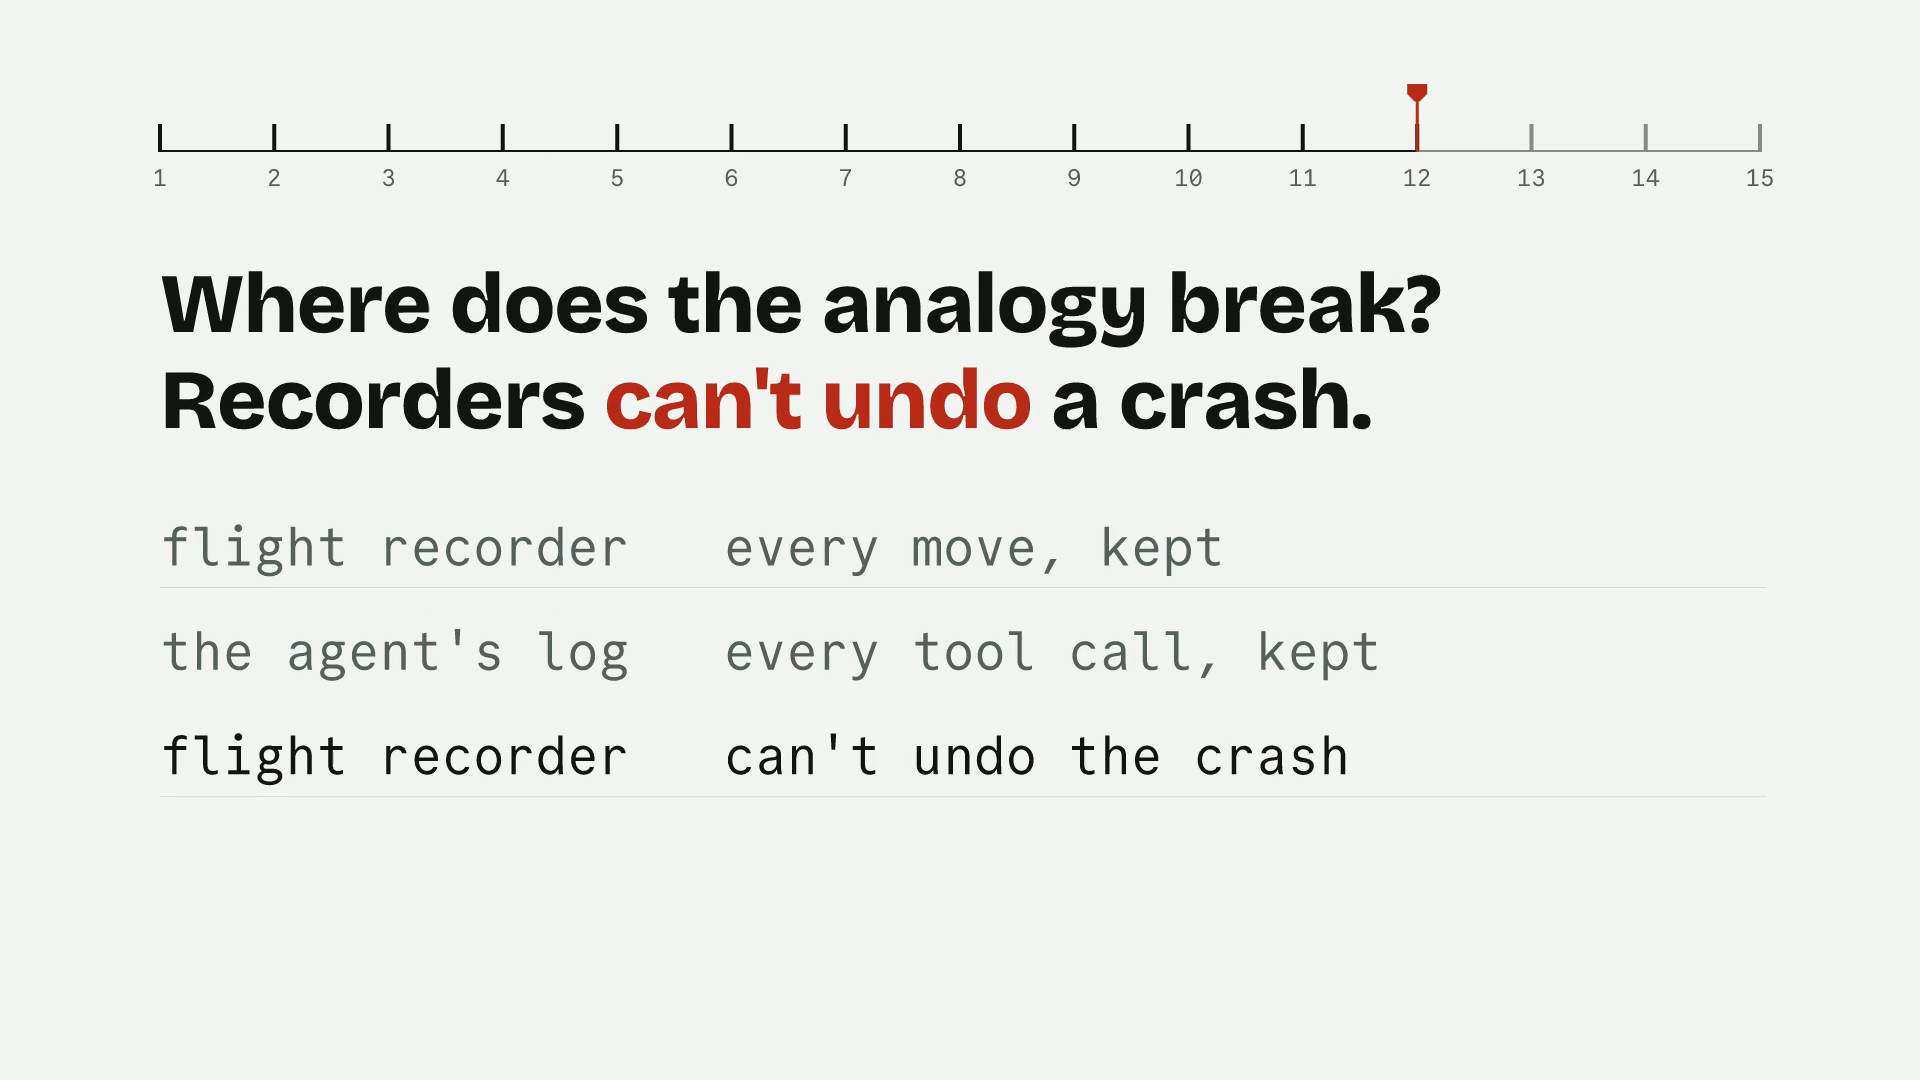 1 2 3 4 5 6 7 8 9 10 11 12 13 14 15
Where does the analogy break?
Recorders can't undo a crash.
flight recorder every move, kept
the agent's log every tool call, kept
flight recorder can't undo the crash